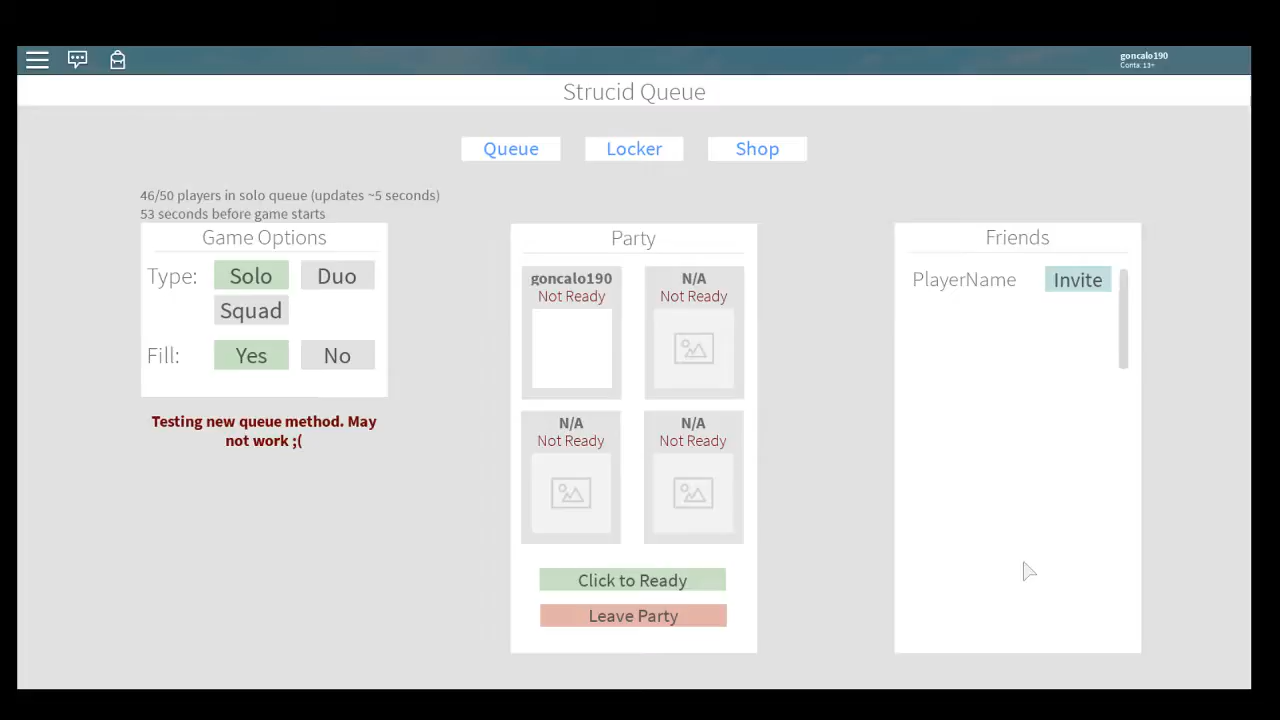 goncalo190
Conta: 13+
Strucid Queue
Queue
Locker
Shop
46/50 players in solo queue (updates ~5 seconds)
53 seconds before game starts
Game Options
Type:
Solo
Duo
Squad
Fill:
Yes
No
Testing new queue method. May
not work ;(
Party
goncalo190
Not Ready
N/A
Not Ready
N/A
Not Ready
N/A
Not Ready
Click to Ready
Leave Party
Friends
PlayerName
Invite